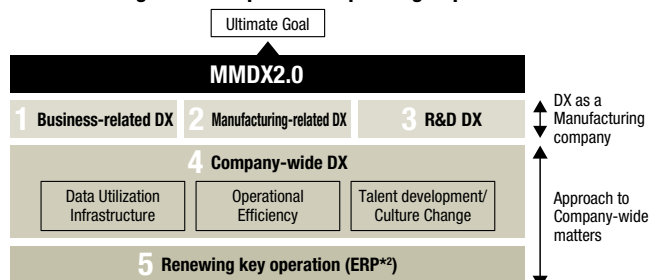 Ultimate Goal
MMDX2.0
1 Business-related DX
2 Manufacturing-related DX
3 R&D DX
DX as a
Manufacturing
company
4 Company-wide DX
Data Utilization
Infrastructure
Operational
Efficiency
Talent development/
Culture Change
Approach to
Company-wide
matters
5 Renewing key operation (ERP*2)